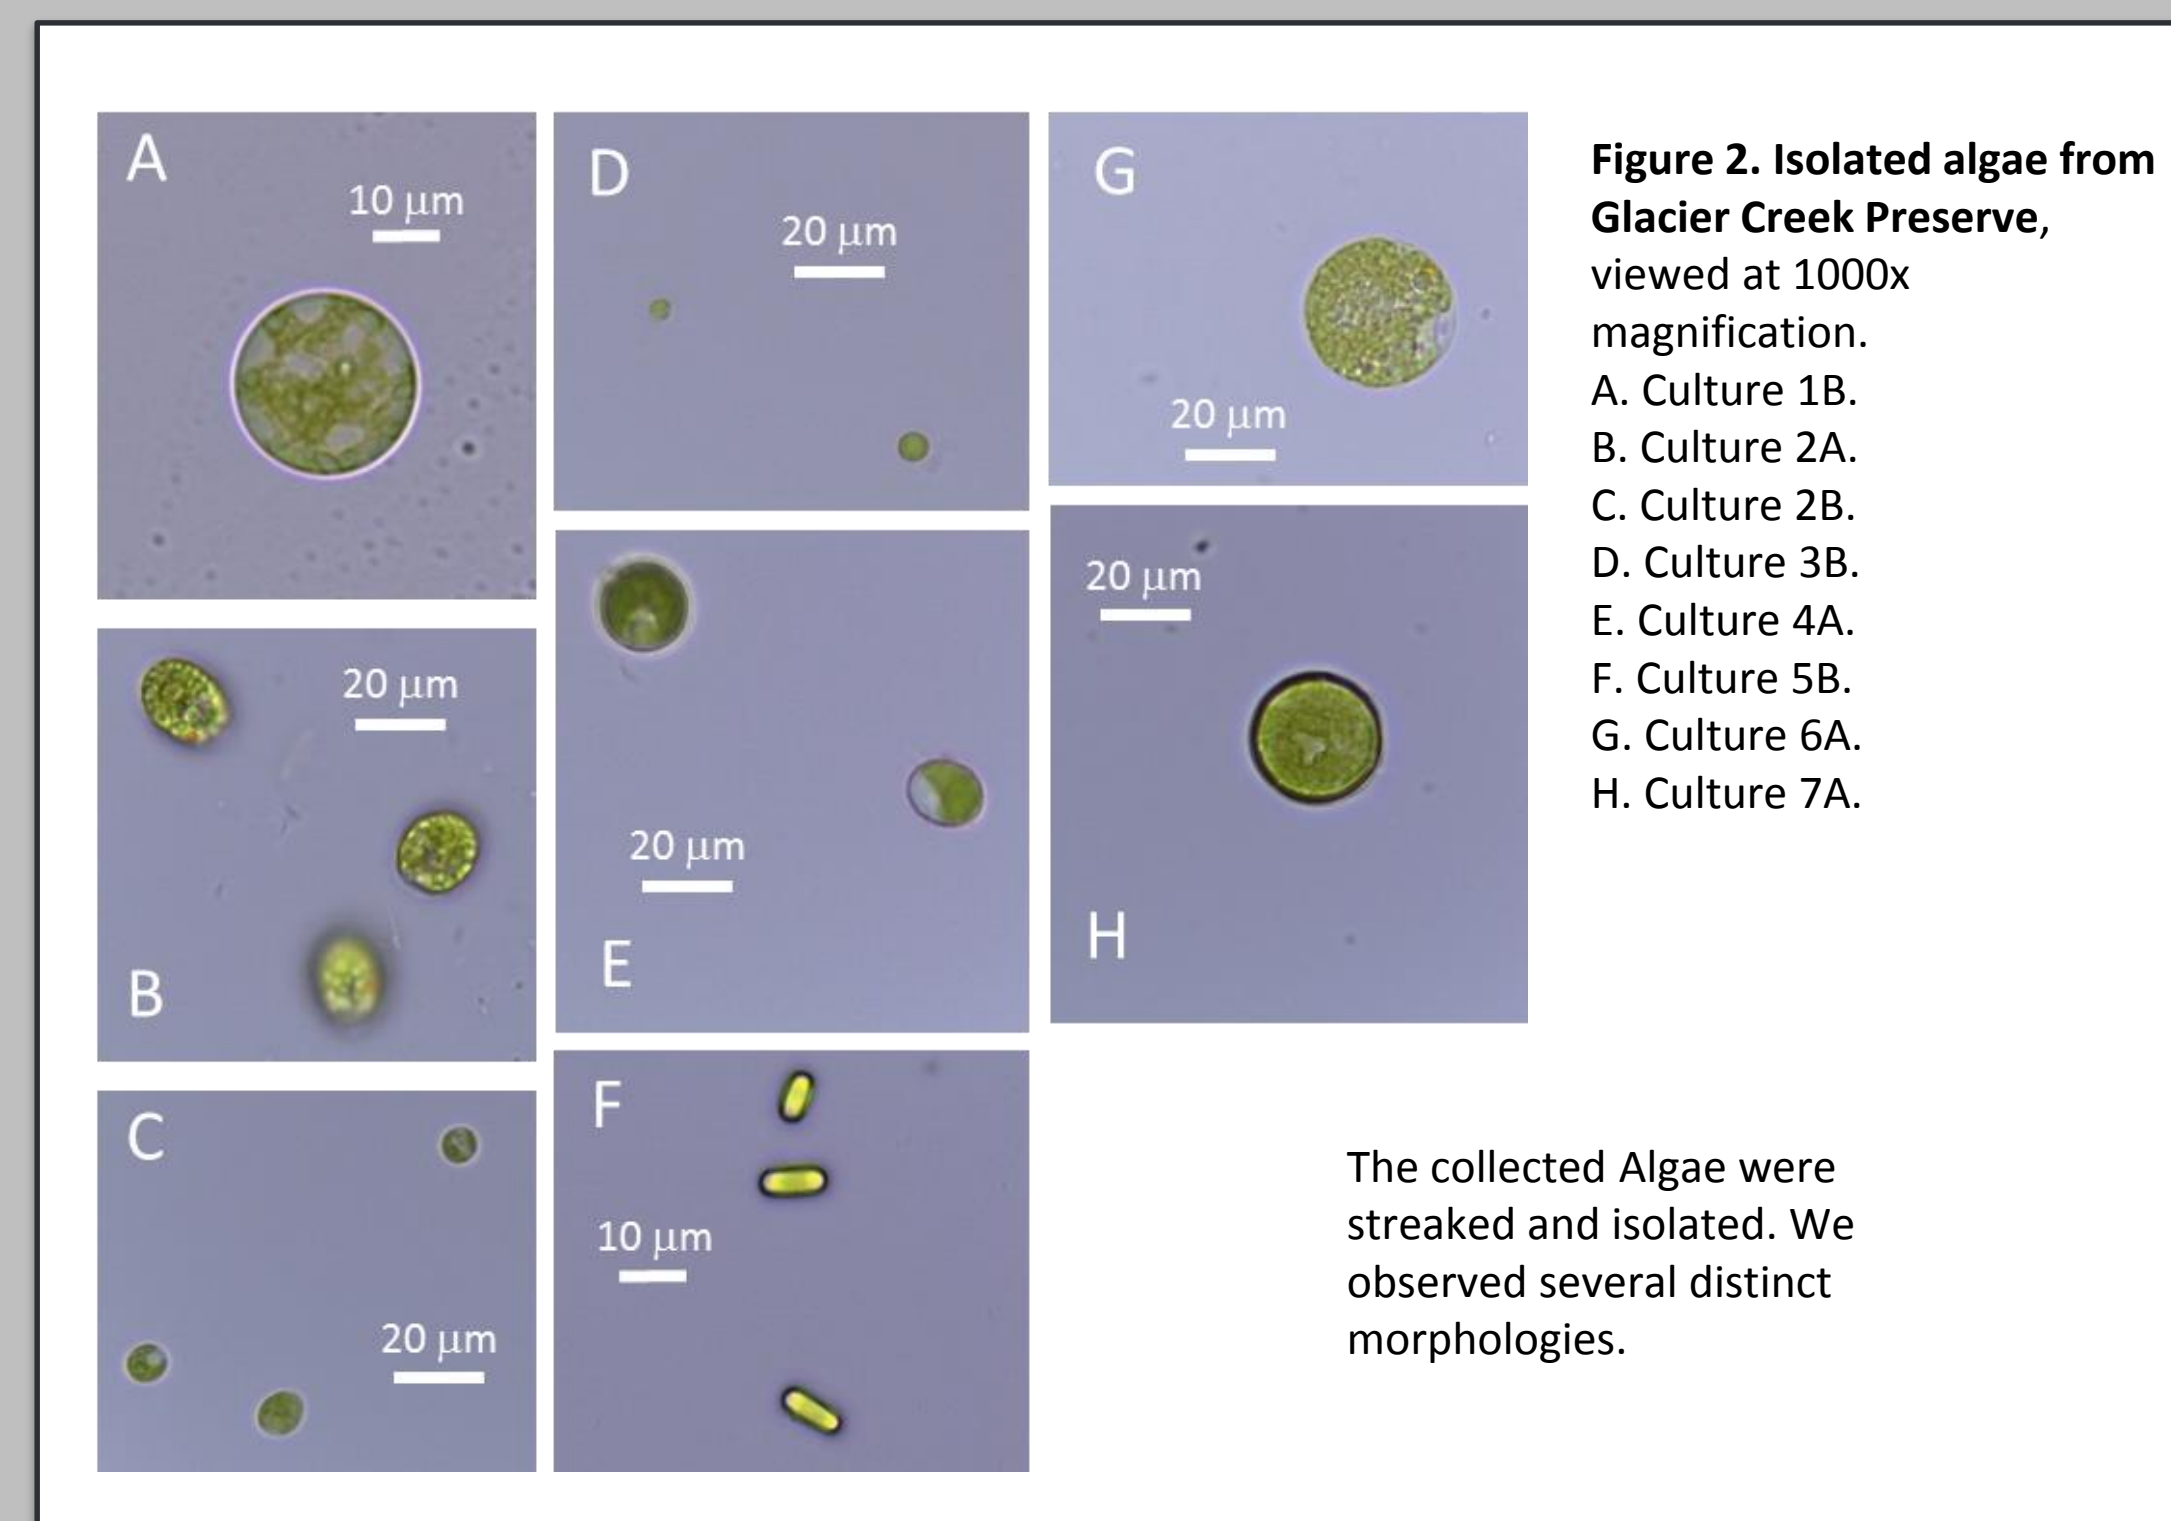 A
10 μm
B
20 μm
C
20 μm
D
20 μm
E
20 μm
F
10 μm
G
20 μm
H
20 μm
Figure 2. Isolated algae from
Glacier Creek Preserve,
viewed at 1000x
magnification.
A. Culture 1B.
B. Culture 2A.
C. Culture 2B.
D. Culture 3B.
E. Culture 4A.
F. Culture 5B.
G. Culture 6A.
H. Culture 7A.
The collected Algae were
streaked and isolated. We
observed several distinct
morphologies.